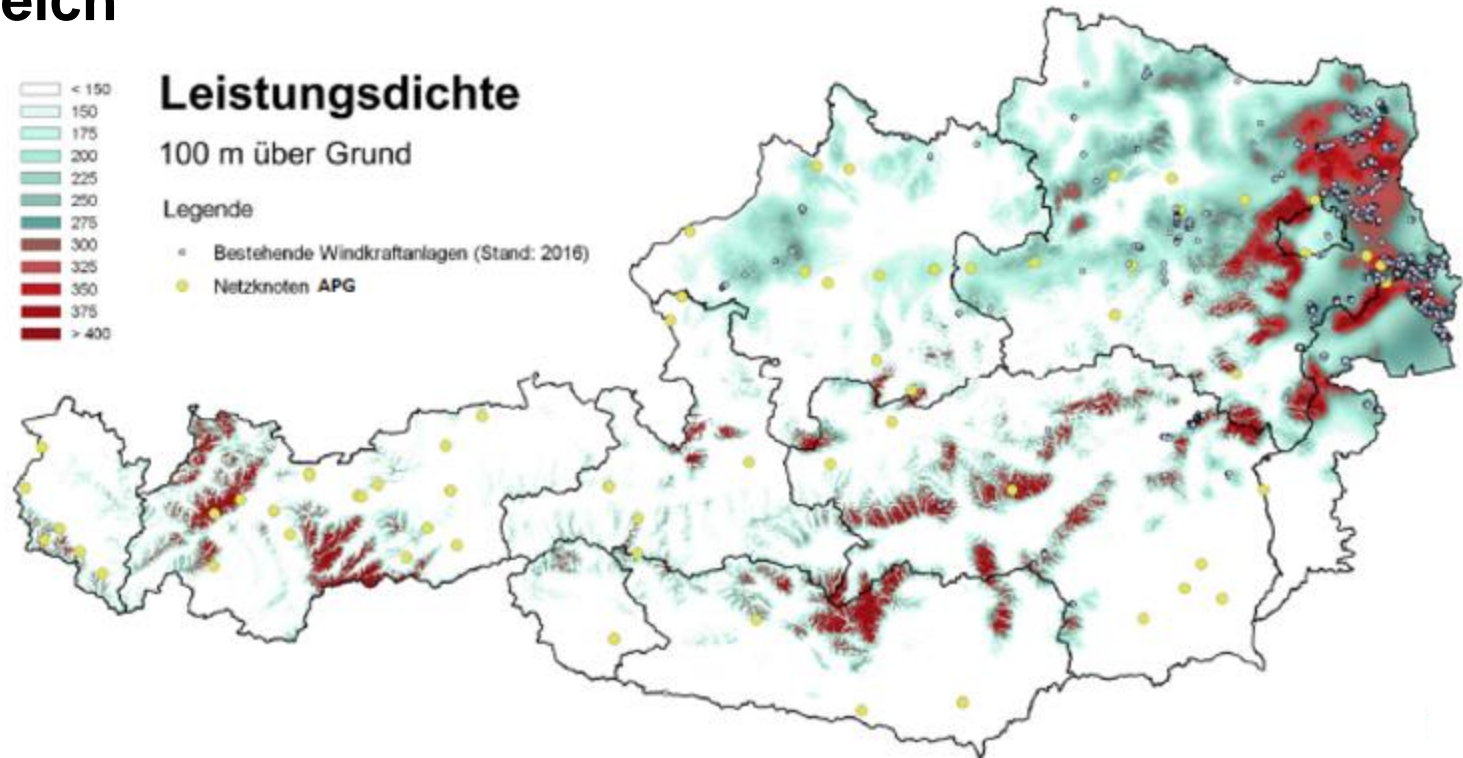 eich
Leistungsdichte
100 m über Grund
Legende
Bestehende Windkraftanlagen (Stand: 2016)
Netzknoten APG
< 150
150
175
200
225
250
275
300
325
350
375
> 400